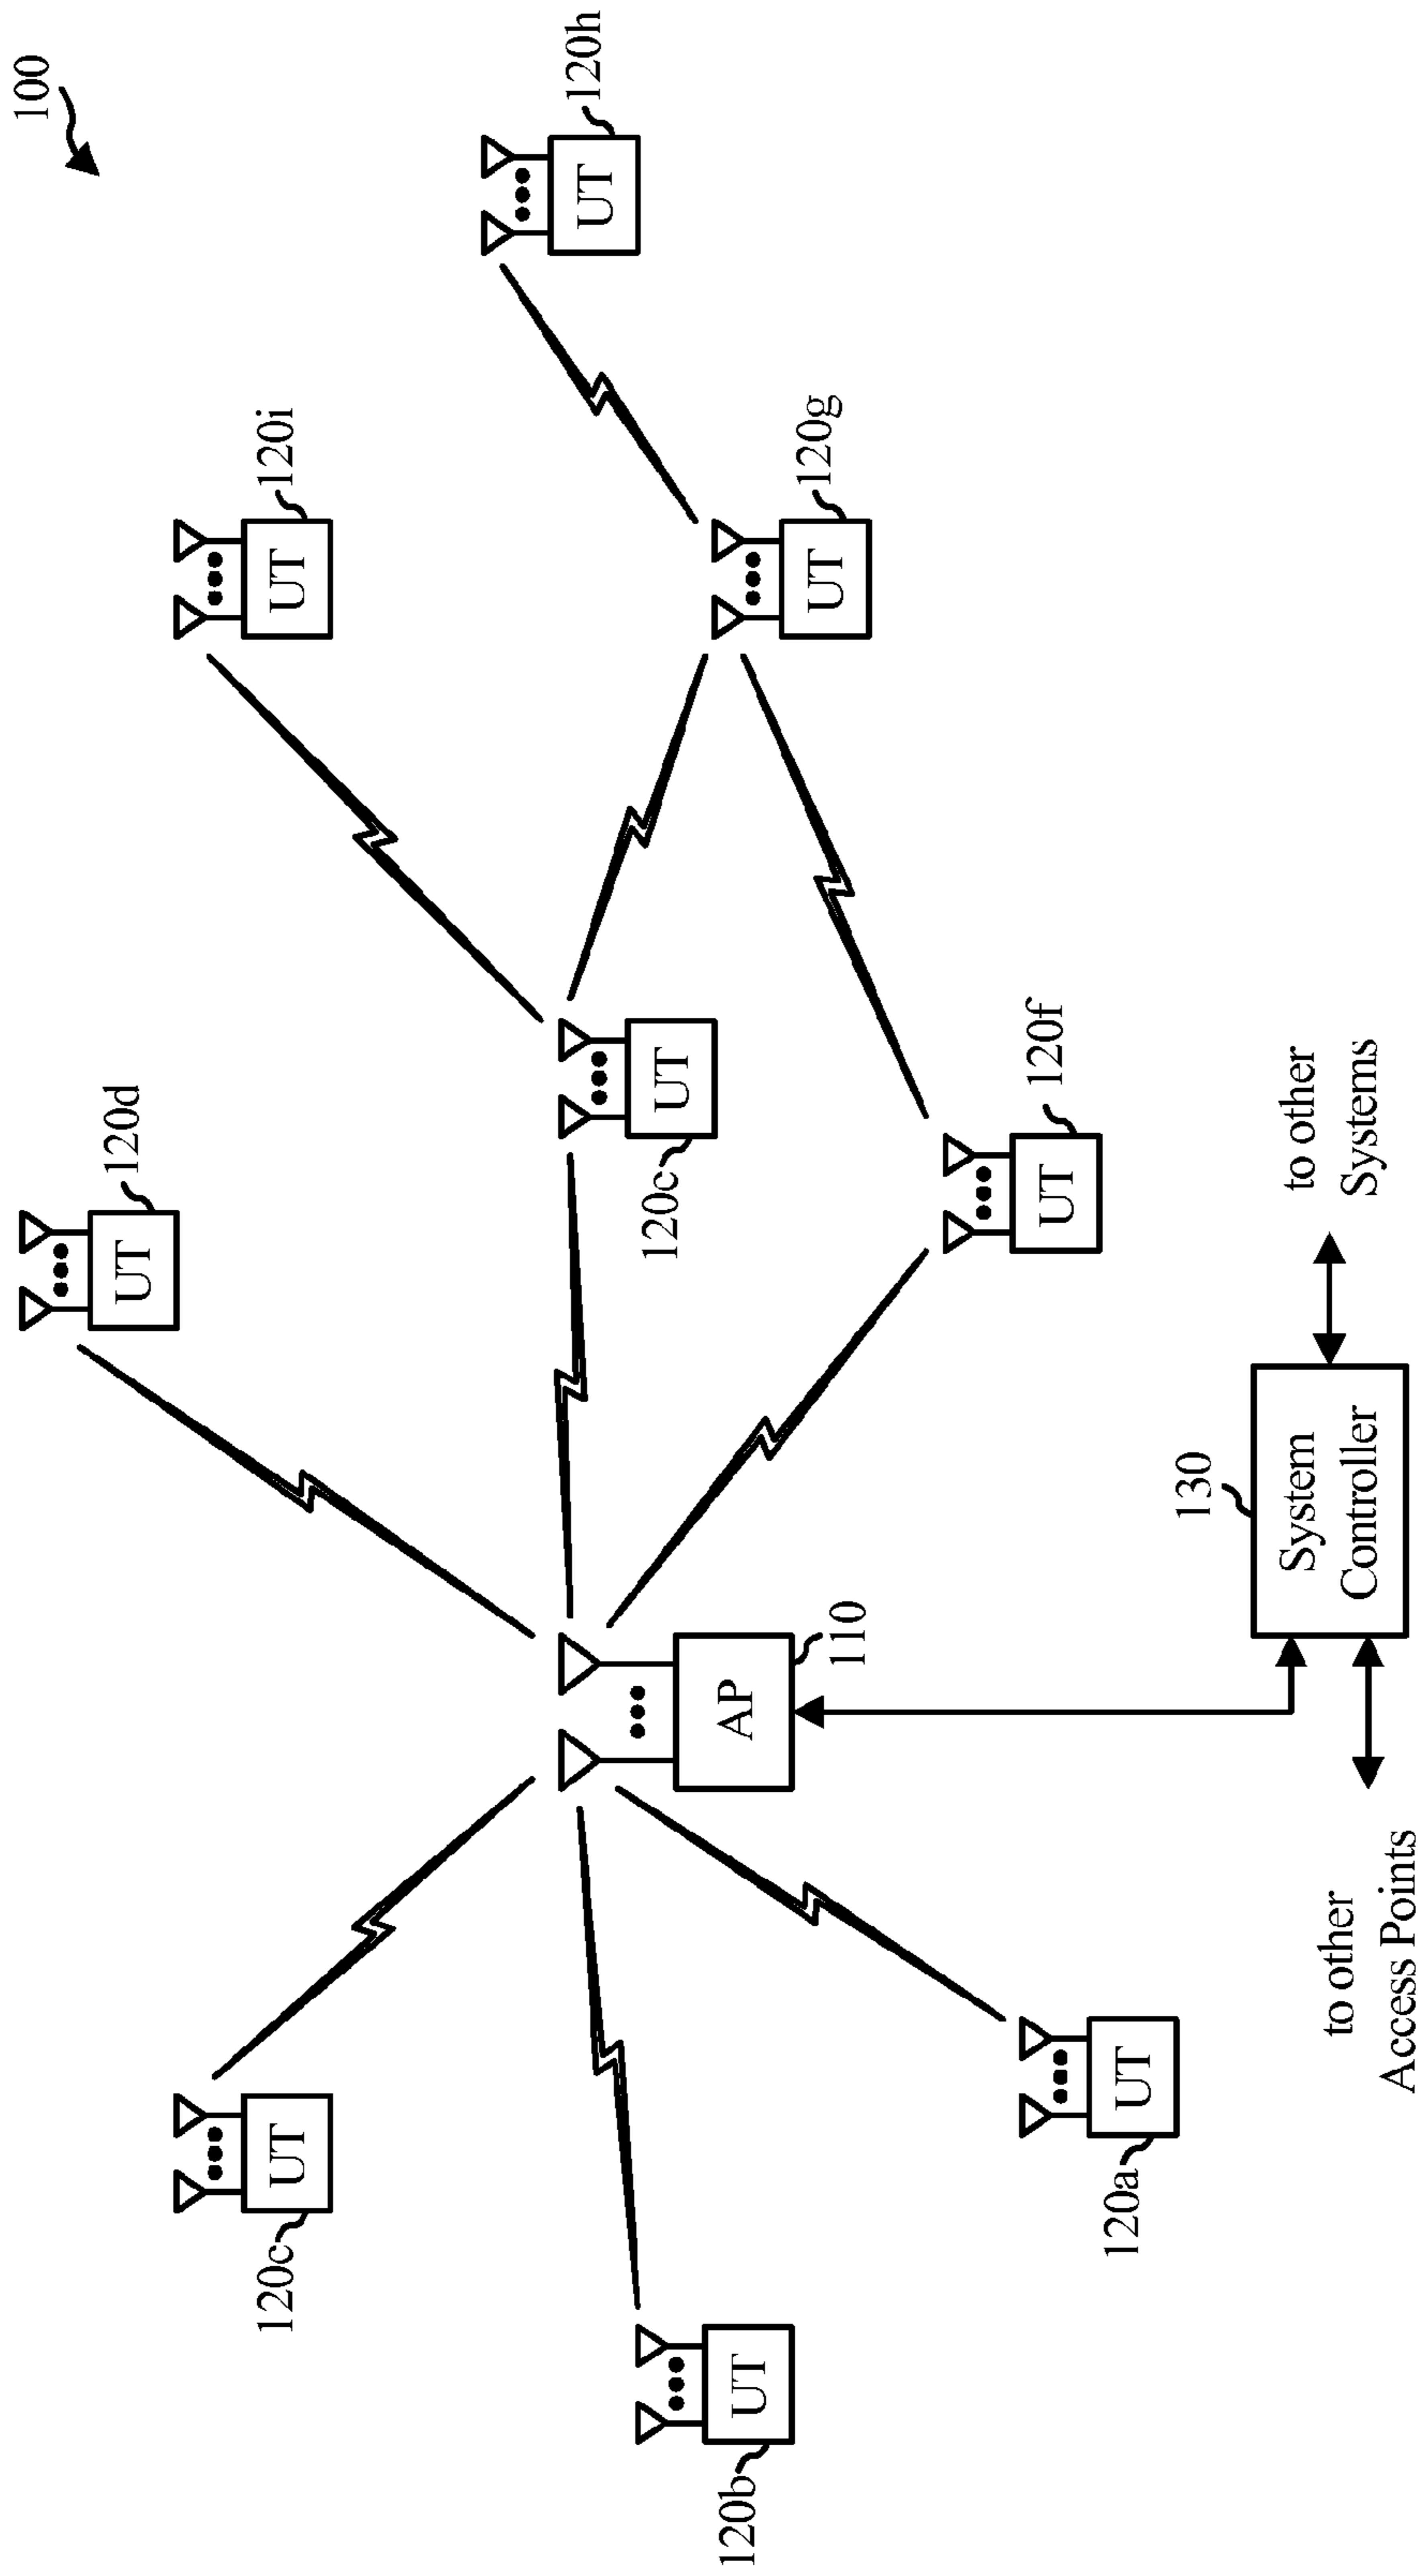 100
120d
UT
120c
UT
UT
120i
UT
120h
120c
UT
120b
UT
AP
110
UT
120g
UT
120f
120a
UT
130
System
Controller
to other
Systems
to other
Access Points